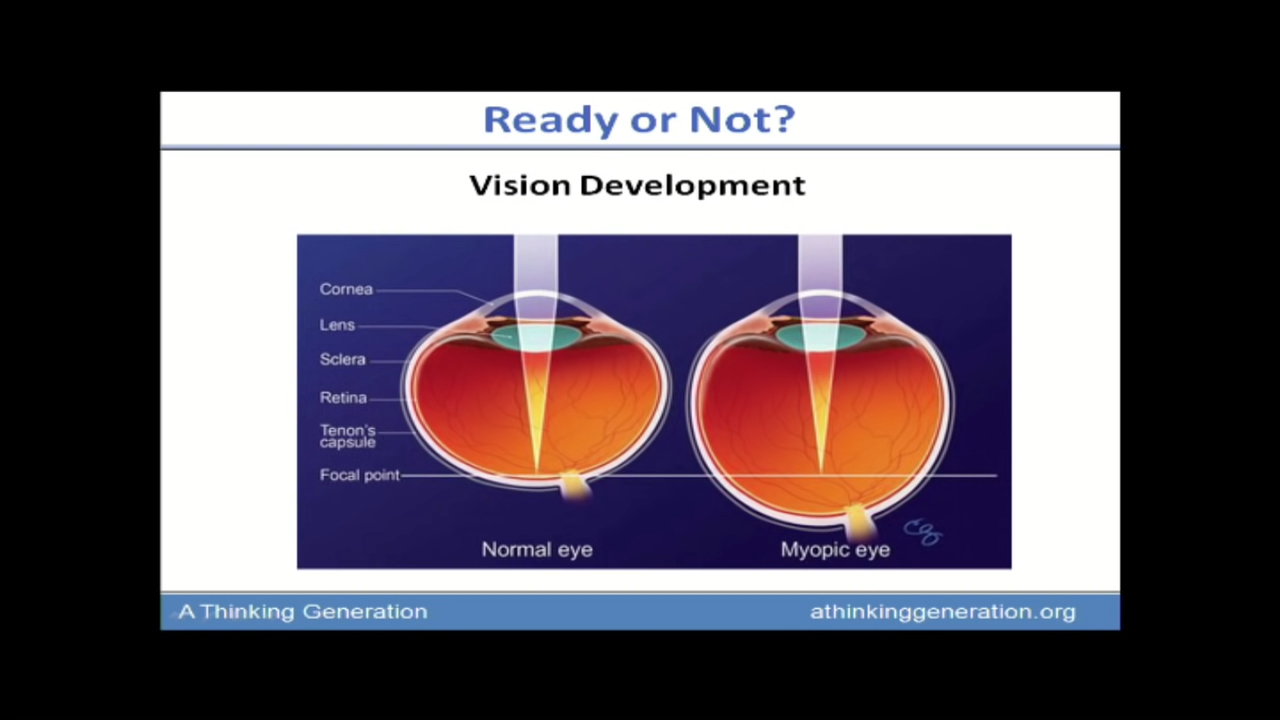 Ready or Not?
Vision Development
Cornea
Lens
Sclera
Retina
Tenon's
capsule
Focal point
Normal eye
Myopic eye
A Thinking Generation
athinkinggeneration.org